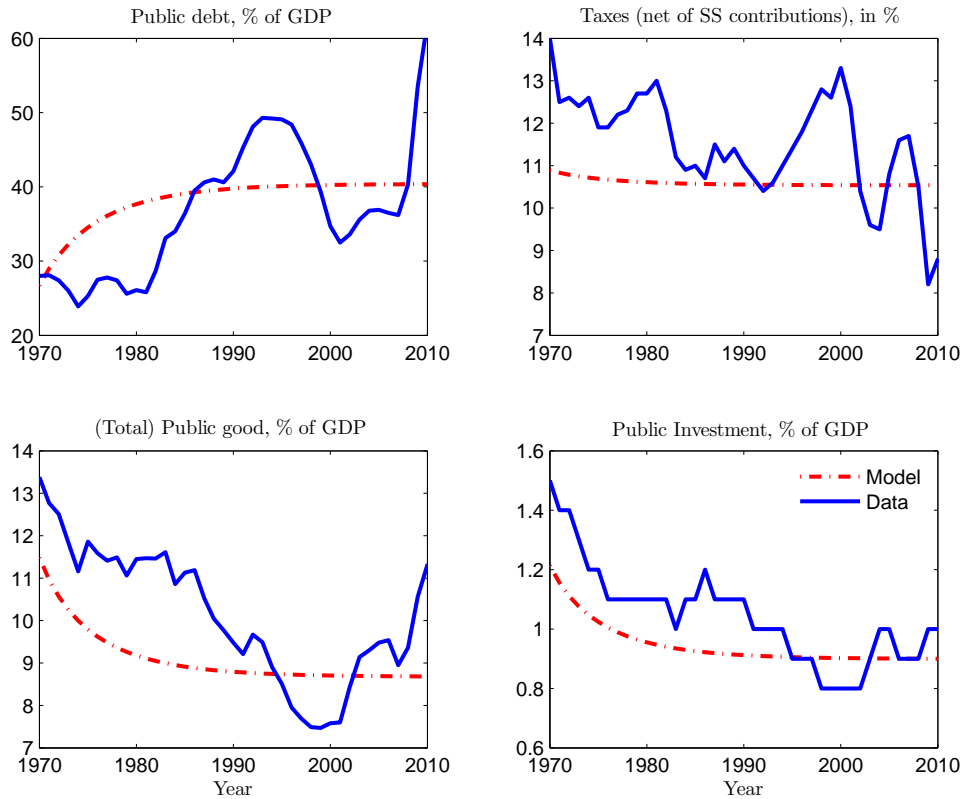 Public debt, % of GDP
60
50
40
30
20
1970 1980 1990 2000 2010
Taxes (net of SS contributions), in %
14
13
12
11
10
9
8
7
1970 1980 1990 2000 2010
(Total) Public good, % of GDP
14
13
12
11
10
9
8
7
1970 1980 1990 2000 2010
Year
Public Investment, % of GDP
1.6
1.4
1.2
1
0.8
0.6
Model
Data
1970 1980 1990 2000 2010
Year